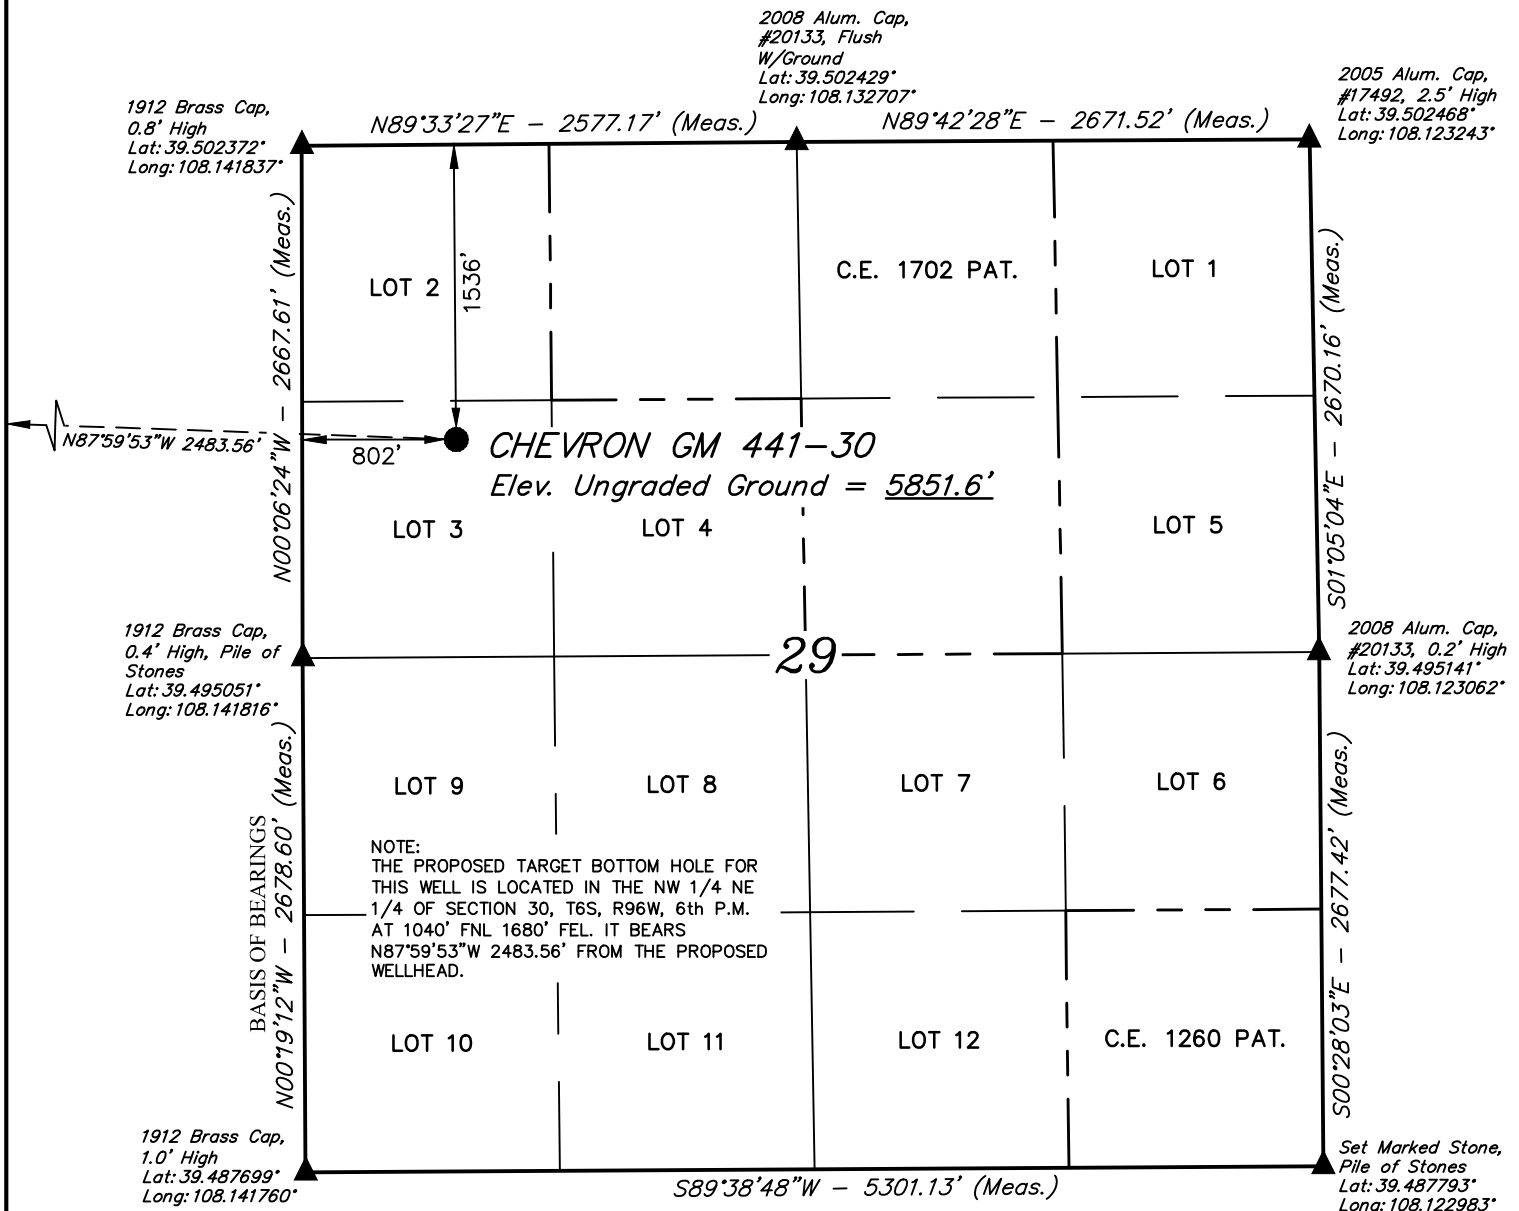 2008 Alum. Cap,
#20133, Flush
W/Ground
Lat: 39.502429°
Long: 108.132707°
2005 Alum. Cap,
#17492, 2.5' High
Lat: 39.502468°
Long: 108.123243°
1912 Brass Cap,
0.8' High
Lat: 39.502372°
Long: 108.141837°
N89°33'27"E - 2577.17' (Meas.)
N89°42'28"E - 2671.52' (Meas.)
N00°06'24"W - 2667.61' (Meas.)
LOT 2
1536'
C.E. 1702 PAT.
LOT 1
S01°05'04"E - 2670.16' (Meas.)
N87°59'53"W 2483.56'
802'
CHEVRON GM 441-30
Elev. Ungraded Ground = 5851.6'
LOT 3
LOT 4
LOT 5
1912 Brass Cap,
0.4' High, Pile of
Stones
Lat: 39.495051°
Long: 108.141816°
29
2008 Alum. Cap,
#20133, 0.2' High
Lat: 39.495141°
Long: 108.123062°
BASIS OF BEARINGS
N00°19'12"W - 2678.60' (Meas.)
LOT 9
LOT 8
LOT 7
LOT 6
S00°28'03"E - 2677.42' (Meas.)
NOTE:
THE PROPOSED TARGET BOTTOM HOLE FOR
THIS WELL IS LOCATED IN THE NW 1/4 NE
1/4 OF SECTION 30, T6S, R96W, 6th P.M.
AT 1040' FNL 1680' FEL. IT BEARS
N87°59'53"W 2483.56' FROM THE PROPOSED
WELLHEAD.
LOT 10
LOT 11
LOT 12
C.E. 1260 PAT.
1912 Brass Cap,
1.0' High
Lat: 39.487699°
Long: 108.141760°
S89°38'48"W - 5301.13' (Meas.)
Set Marked Stone,
Pile of Stones
Lat: 39.487793°
Long: 108.122983°